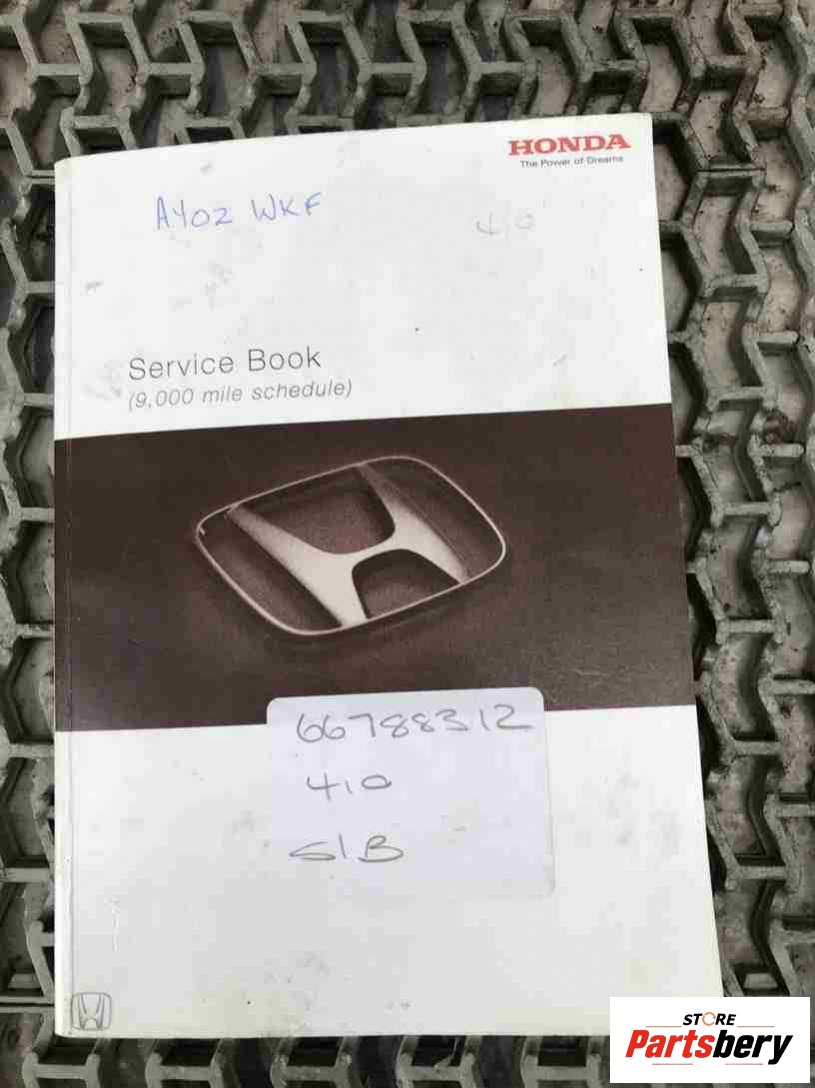 HONDA
The Power of Dreams
AY02 WKF
410
Service Book
(9,000 mile schedule)
66788312
410
S1B
STORE
Partsbery